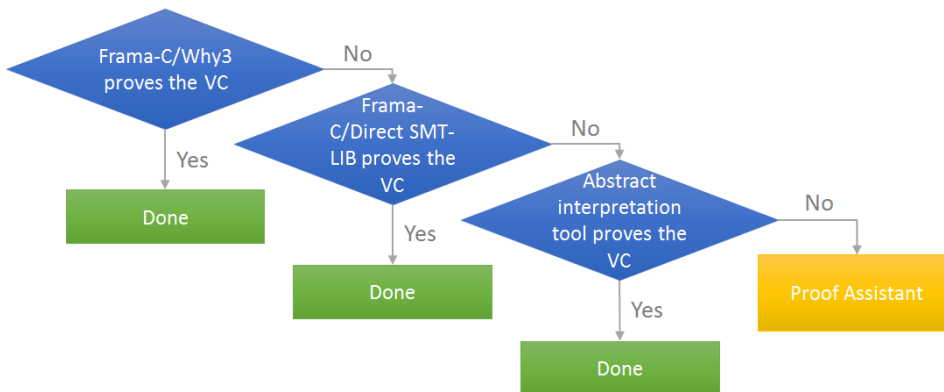 Frama-C/Why3
proves the VC
No
Frama-
C/Direct SMT-
LIB proves the
VC
No
Yes
Abstract
interpretation
tool proves the
VC
No
Done
Yes
Done
Proof Assistant
Yes
Done